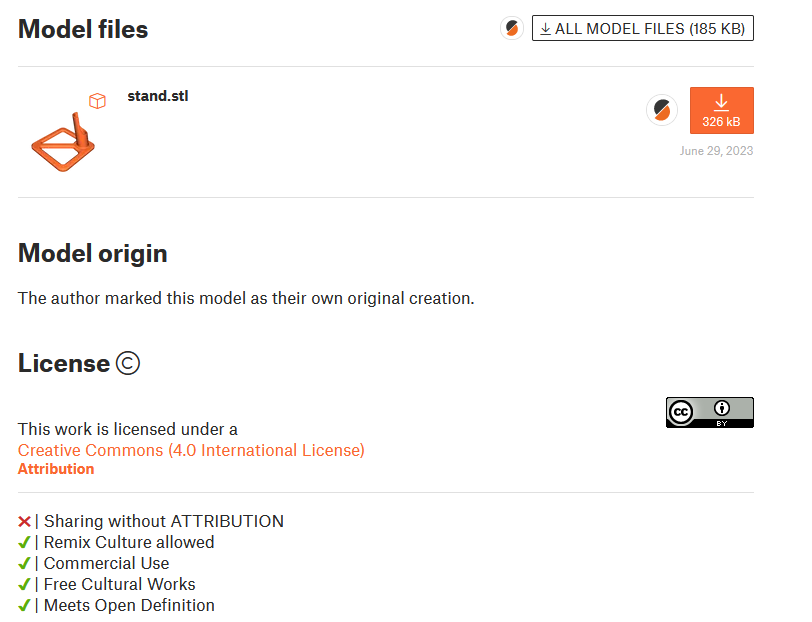 Model files
ALL MODEL FILES (185 KB)
stand.stl
326 kB
June 29, 2023
Model origin
The author marked this model as their own original creation.
License ©
cc
BY
This work is licensed under a
Creative Commons (4.0 International License)
Attribution
❌ | Sharing without ATTRIBUTION
✔ | Remix Culture allowed
✔ | Commercial Use
✔ | Free Cultural Works
✔ | Meets Open Definition